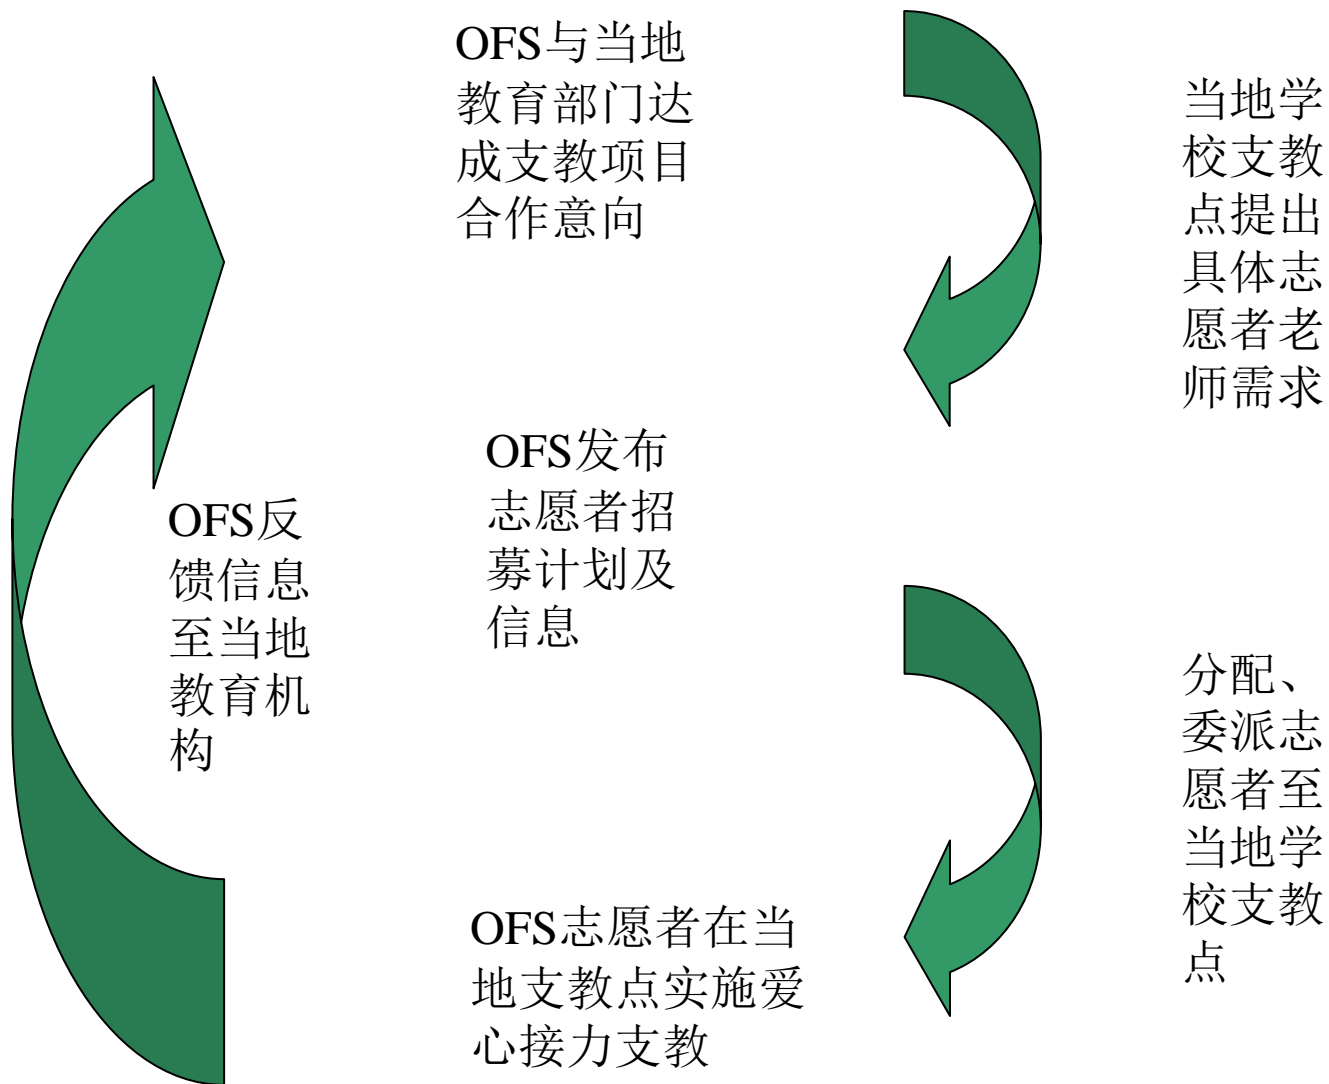 OFS与当地
教育部门达
成支教项目
合作意向
当地学
校支教
点提出
具体志
愿者老
师需求
OFS发布
志愿者招
募计划及
信息
分配、
委派志
愿者至
当地学
校支教
点
OFS志愿者在当
地支教点实施爱
心接力支教
OFS反
馈信息
至当地
教育机
构